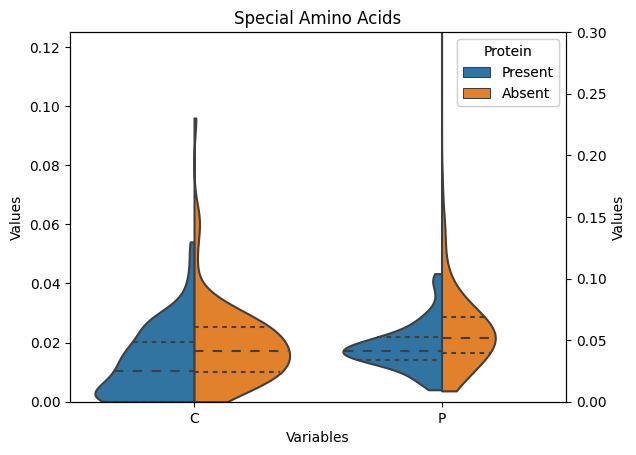 Special Amino Acids
Protein
Present
Absent
Values
0.12
0.10
0.08
0.06
0.04
0.02
0.00
0.30
0.25
0.20
0.15
0.10
0.05
0.00
Values
C
P
Variables